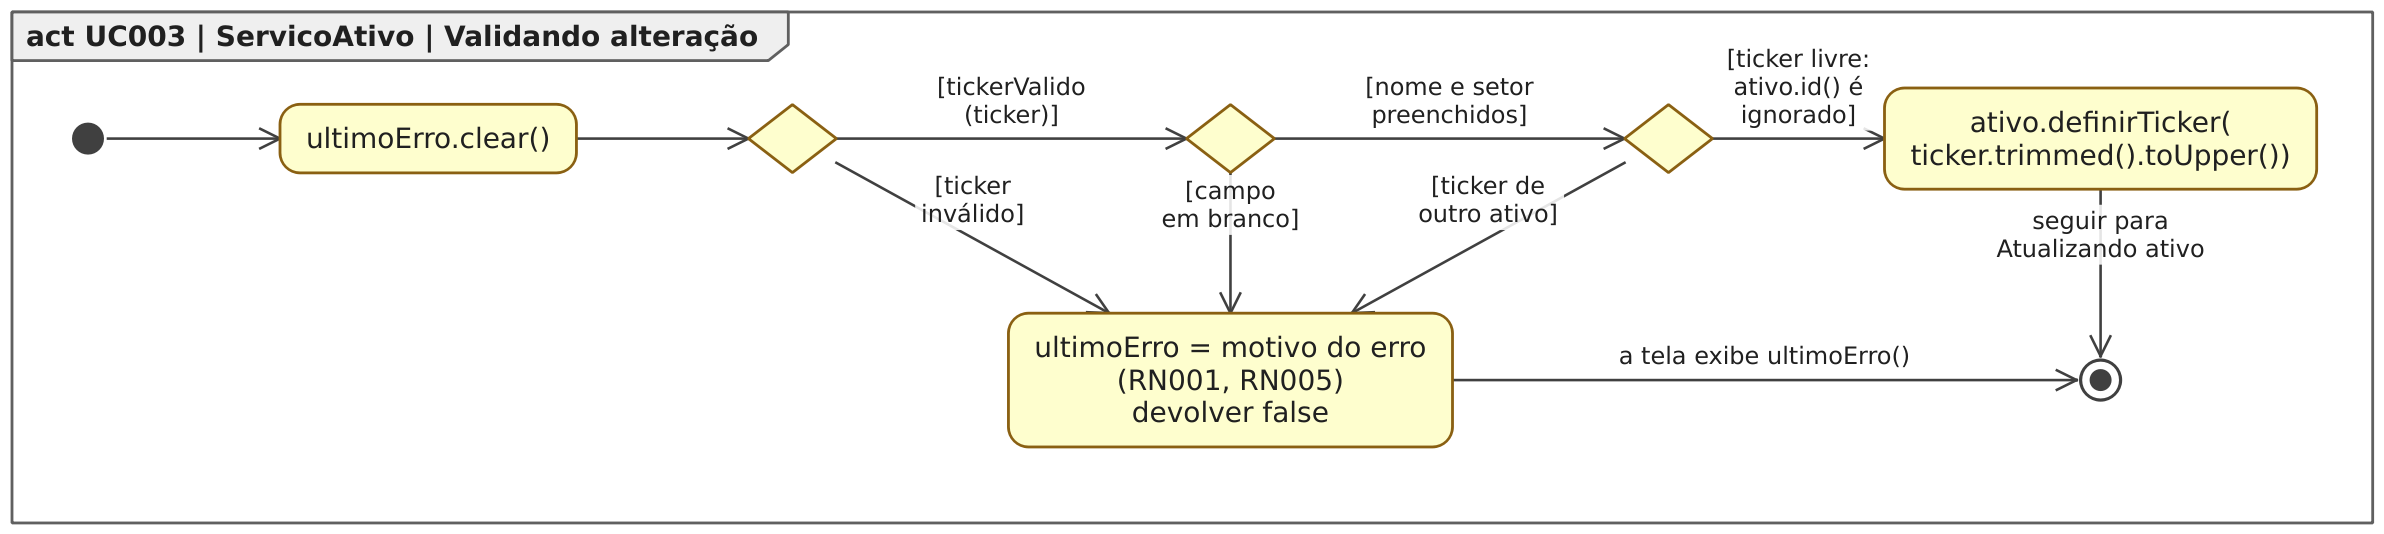 act UC003 | ServicoAtivo | Validando alteração
ultimoErro.clear()
[tickerValido
(ticker)]
[nome e setor
preenchidos]
[ticker livre:
ativo.id() é
ignorado]
ativo.definirTicker(
ticker.trimmed().toUpper())
[ticker
inválido]
[campo
em branco]
[ticker de
outro ativo]
seguir para
Atualizando ativo
ultimoErro = motivo do erro
(RN001, RN005)
devolver false
a tela exibe ultimoErro()